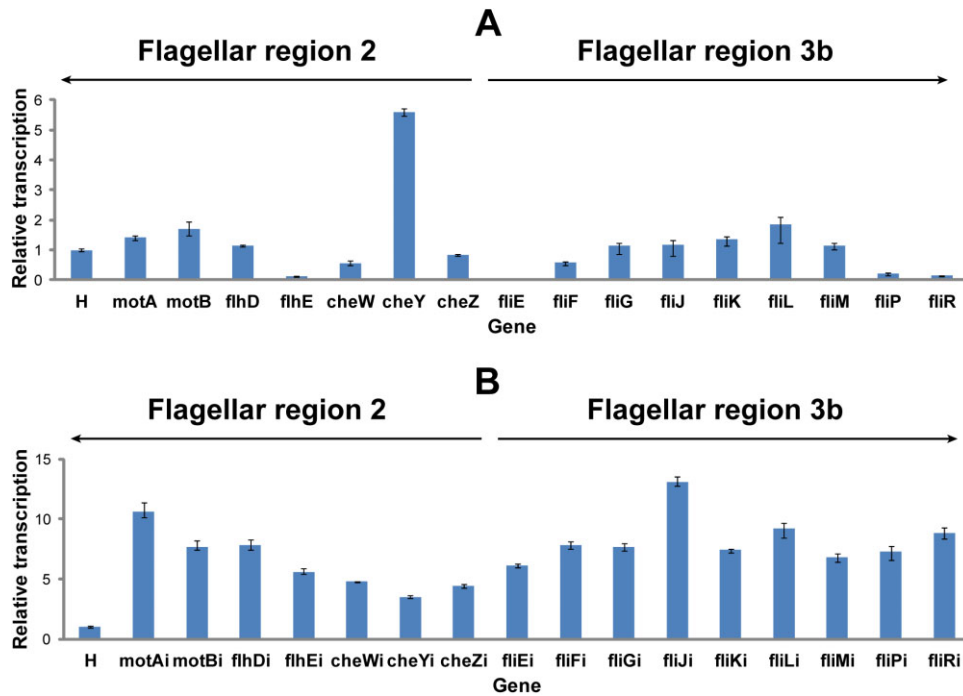 A
Flagellar region 2 Flagellar region 3b
Relative transcription
6
5
4
3
2
1
0
H motA motB flhD flhE cheW cheY cheZ fliE fliF fliG fliJ fliK fliL fliM fliP fliR
Gene
B
Flagellar region 2 Flagellar region 3b
Relative transcription
15
10
5
0
H motAi motBi flhDi flhEi cheWi cheYi cheZi fliEi fliFi fliGi fliJi fliKi fliLi fliMi fliPi fliRi
Gene